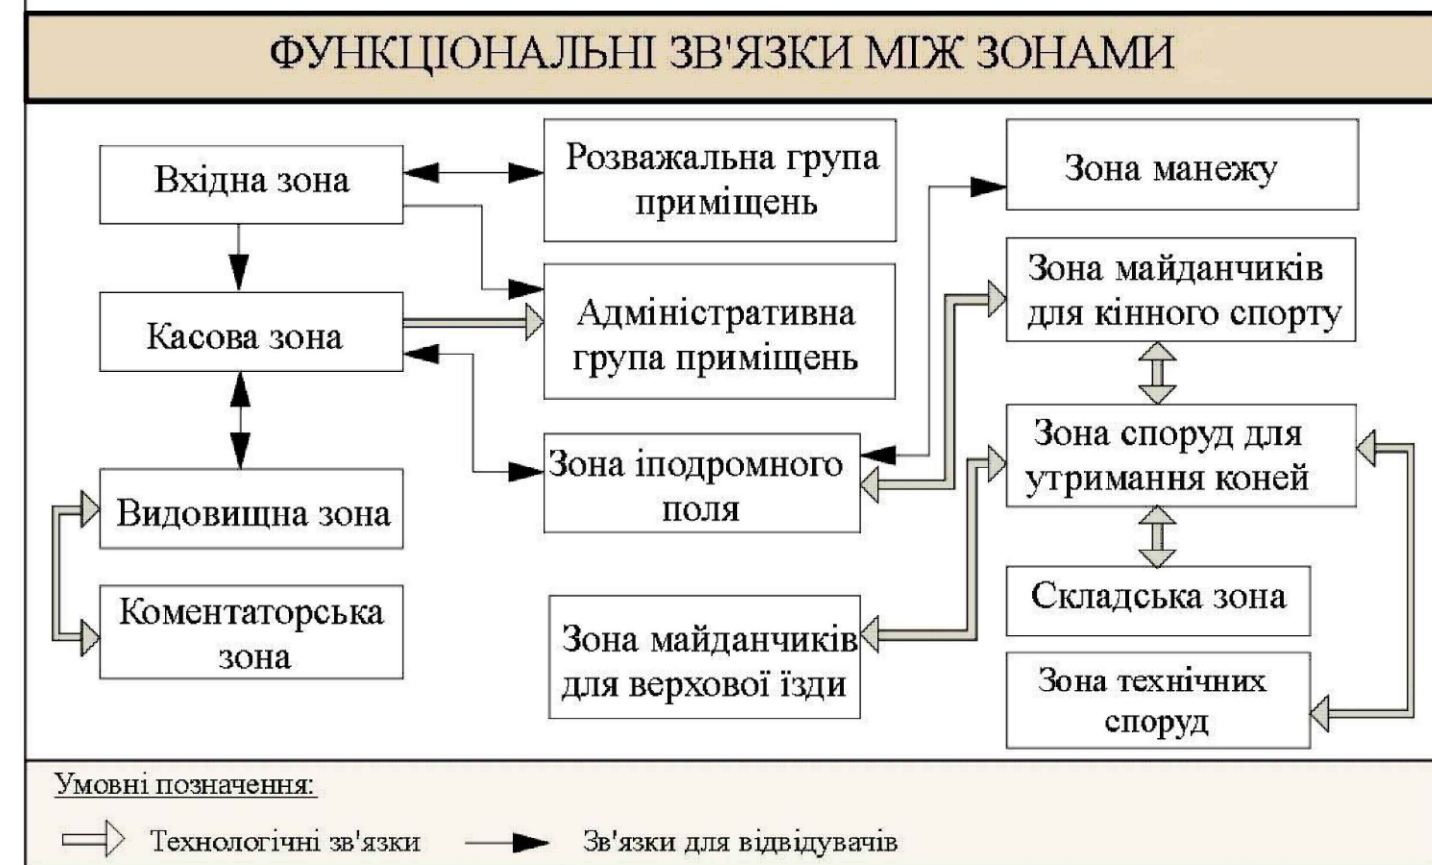 ФУНКЦІОНАЛЬНІ ЗВ'ЯЗКИ МІЖ ЗОНАМИ
Вхідна зона
Розважальна група
приміщень
Зона манежу
Касова зона
Адміністративна
група приміщень
Зона майданчиків
для кінного спорту
Видовищна зона
Зона іподромного
поля
Зона споруд для
утримання коней
Коментаторська
зона
Зона майданчиків
для верхової їзди
Складська зона
Зона технічних
споруд
Умовні позначення:
Технологічні зв'язки
Зв'язки для відвідувачів